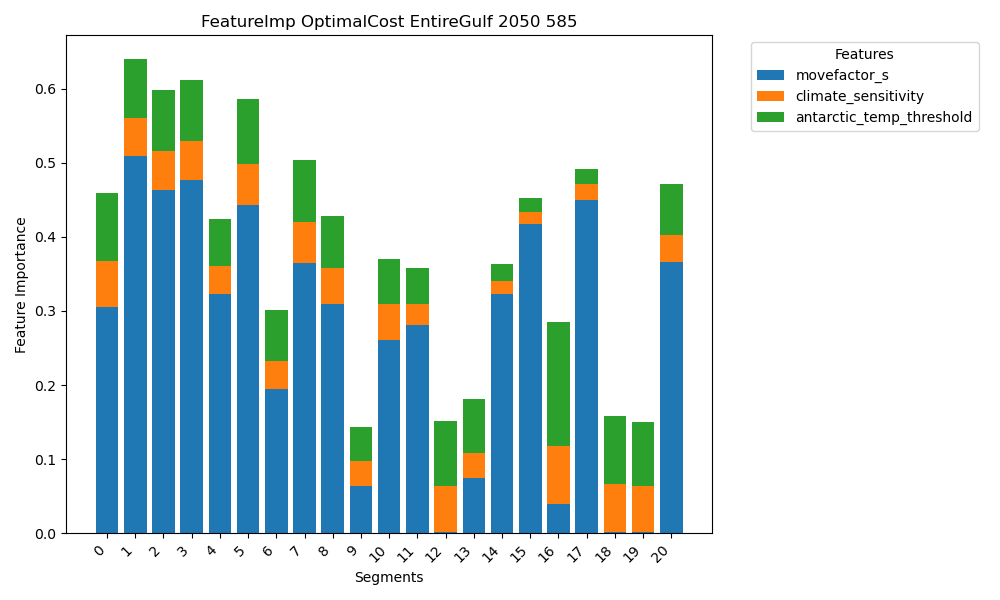 FeatureImp OptimalCost EntireGulf 2050 585
Features
movefactor_s
climate_sensitivity
antarctic_temp_threshold
Feature Importance
0.6
0.5
0.4
0.3
0.2
0.1
0.0
0 1 2 3 4 5 6 7 8 9 10 11 12 13 14 15 16 17 18 19 20
Segments